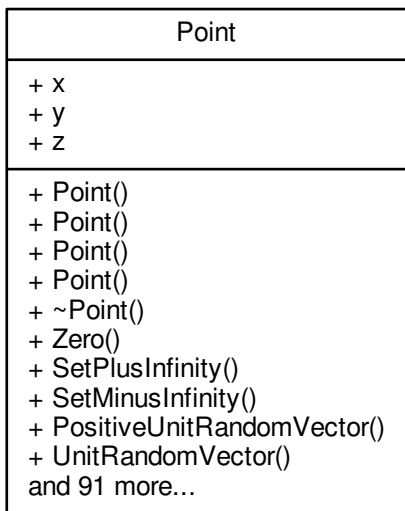 Point
+ x
+ y
+ z
+ Point()
+ Point()
+ Point()
+ Point()
+ ~Point()
+ Zero()
+ SetPlusInfinity()
+ SetMinusInfinity()
+ PositiveUnitRandomVector()
+ UnitRandomVector()
and 91 more...